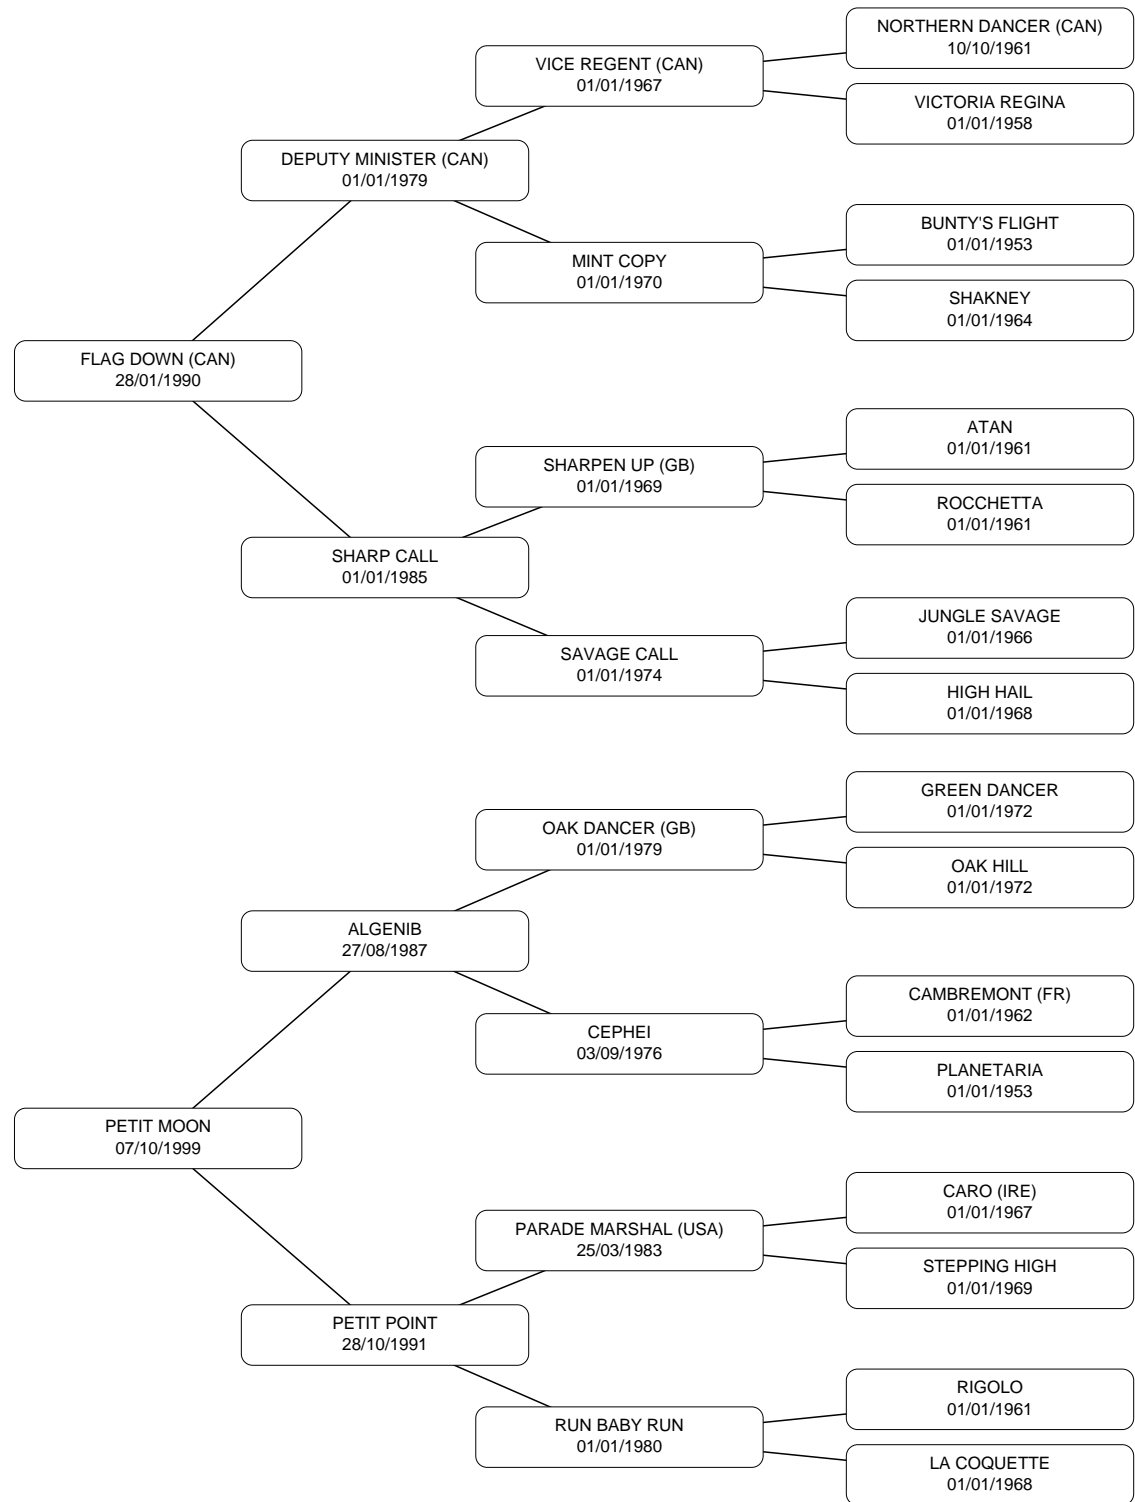 NORTHERN DANCER (CAN)
10/10/1961
VICE REGENT (CAN)
01/01/1967
VICTORIA REGINA
01/01/1958
DEPUTY MINISTER (CAN)
01/01/1979
BUNTY'S FLIGHT
01/01/1953
MINT COPY
01/01/1970
SHAKNEY
01/01/1964
FLAG DOWN (CAN)
28/01/1990
ATAN
01/01/1961
SHARPEN UP (GB)
01/01/1969
ROCCHETTA
01/01/1961
SHARP CALL
01/01/1985
JUNGLE SAVAGE
01/01/1966
SAVAGE CALL
01/01/1974
HIGH HAIL
01/01/1968
GREEN DANCER
01/01/1972
OAK DANCER (GB)
01/01/1979
OAK HILL
01/01/1972
ALGENIB
27/08/1987
CAMBREMONT (FR)
01/01/1962
CEPHEI
03/09/1976
PLANETARIA
01/01/1953
PETIT MOON
07/10/1999
CARO (IRE)
01/01/1967
PARADE MARSHAL (USA)
25/03/1983
STEPPING HIGH
01/01/1969
PETIT POINT
28/10/1991
RIGOLO
01/01/1961
RUN BABY RUN
01/01/1980
LA COQUETTE
01/01/1968